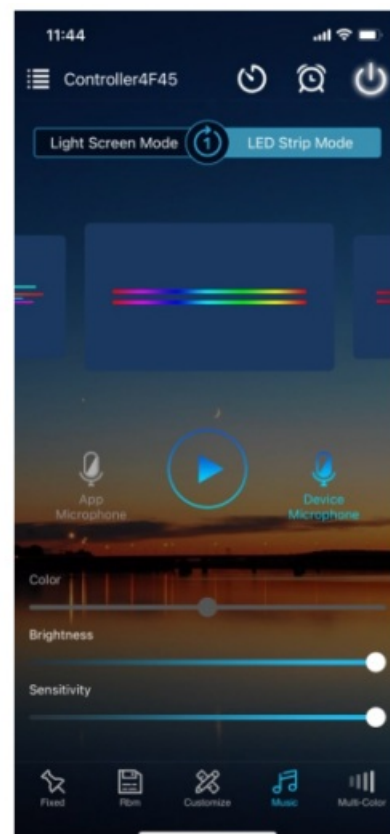 11:44
Controller4F45
Light Screen Mode 1 LED Strip Mode
App
Microphone
Device
Microphone
Color
Brightness
Sensitivity
Fixed Rbm Customize Music Multi-Color